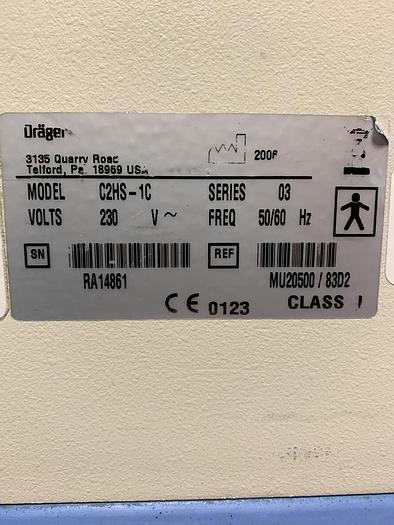 Dräger
3135 Quarry Road
Telford, Pa. 18969 USA
MODEL C2HS-1C SERIES 03
VOLTS 230 V~ FREQ 50/60 Hz
SN REF
RA14861 MU20500 / 83D2
CE 0123 CLASS I